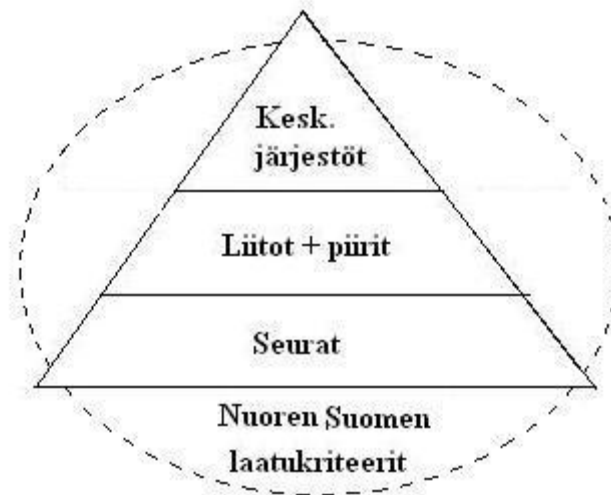 Kesk.
järjestöt
Liitot + piirit
Seurat
Nuoren Suomen
laatukriteerit